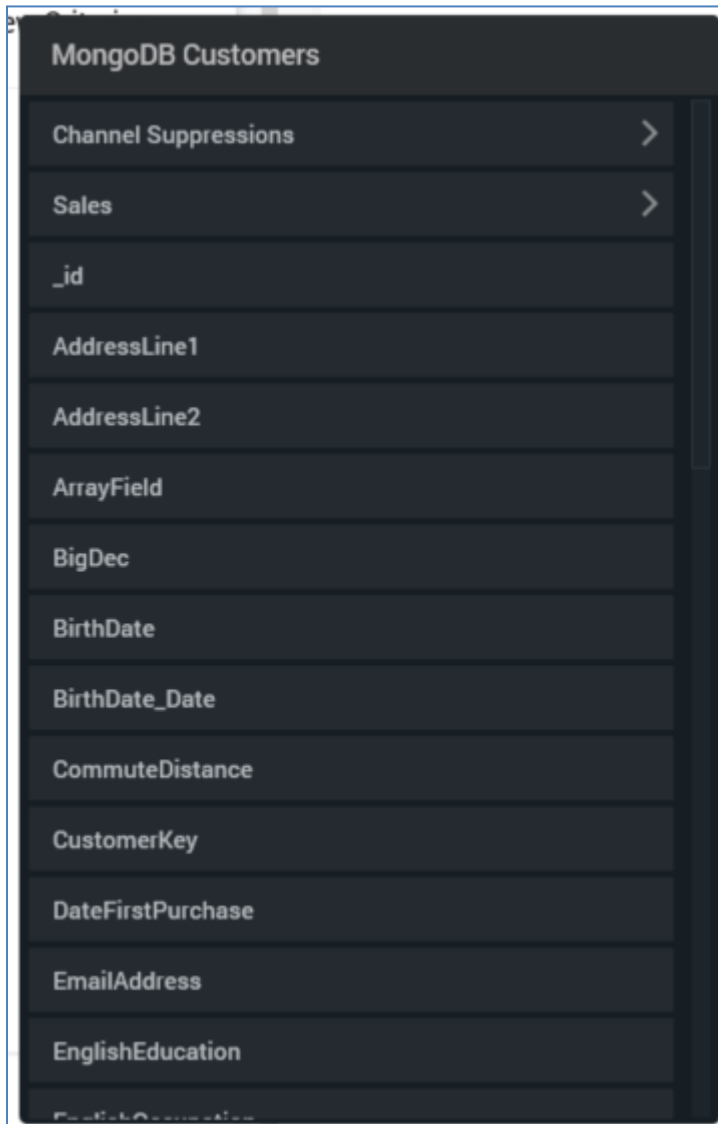 MongoDB Customers
Channel Suppressions
Sales
_id
AddressLine1
AddressLine2
ArrayField
BigDec
BirthDate
BirthDate_Date
CommuteDistance
CustomerKey
DateFirstPurchase
EmailAddress
EnglishEducation